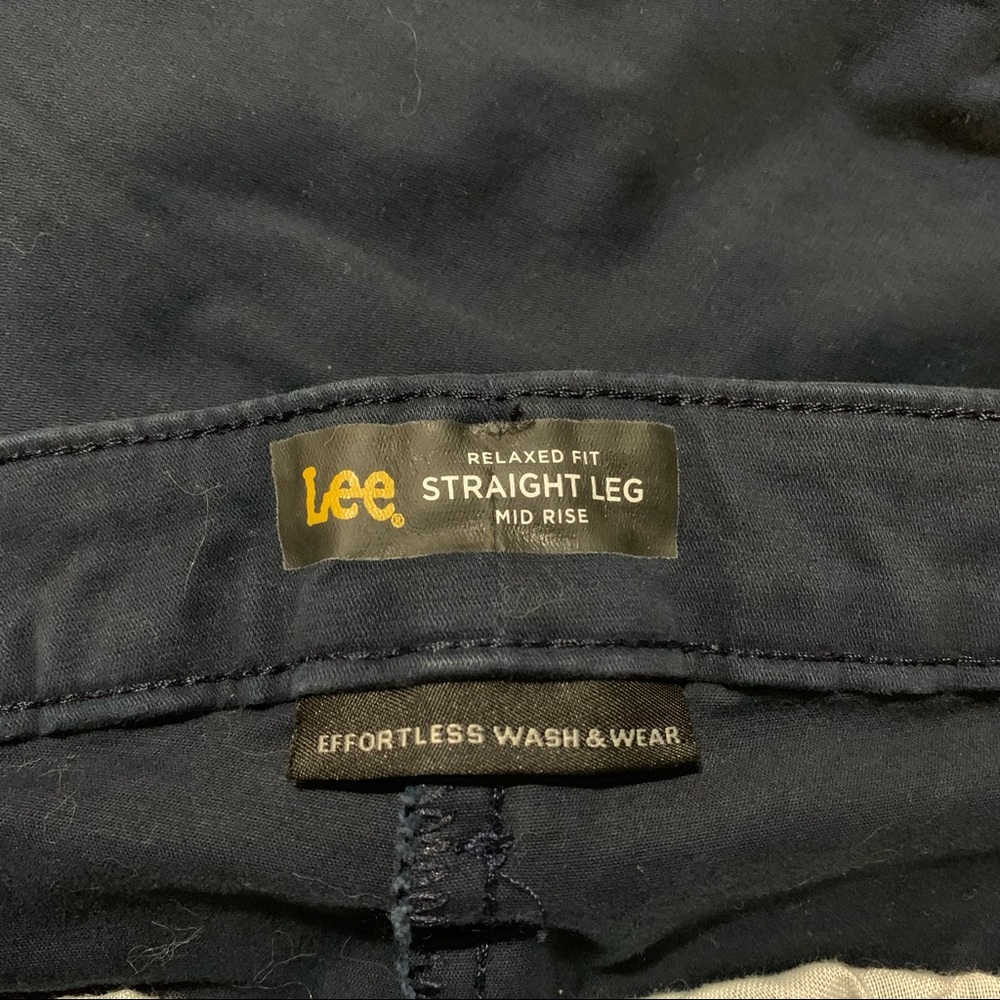 Lee®
RELAXED FIT
STRAIGHT LEG
MID RISE
EFFORTLESS WASH & WEAR